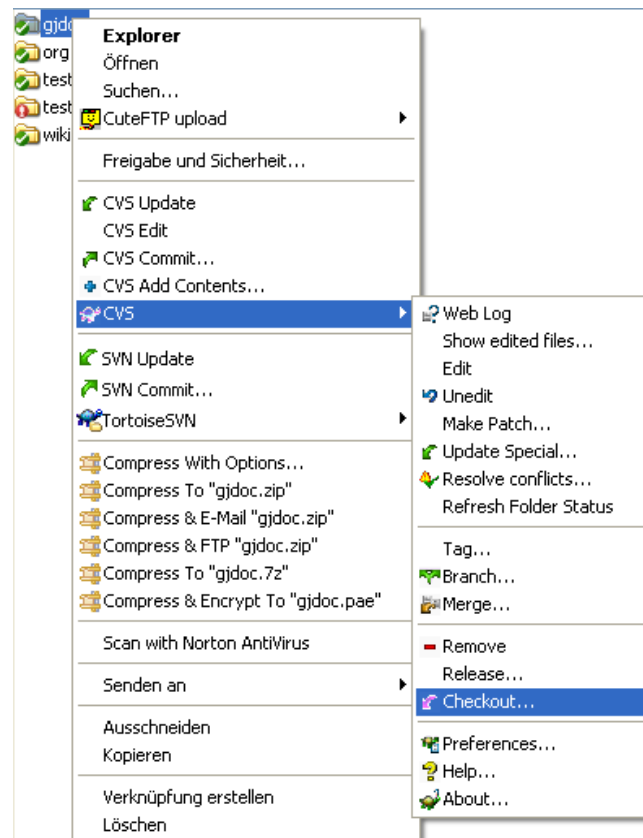 gjdo
org
test
test
wiki
Explorer
Öffnen
Suchen...
CuteFTP upload
Freigabe und Sicherheit...
CVS Update
CVS Edit
CVS Commit...
CVS Add Contents...
CVS
SVN Update
SVN Commit...
TortoiseSVN
Compress With Options...
Compress To "gjdoc.zip"
Compress & E-Mail "gjdoc.zip"
Compress & FTP "gjdoc.zip"
Compress To "gjdoc.7z"
Compress & Encrypt To "gjdoc.pae"
Scan with Norton AntiVirus
Senden an
Ausschneiden
Kopieren
Verknüpfung erstellen
Löschen
Web Log
Show edited files...
Edit
Unedit
Make Patch...
Update Special...
Resolve conflicts...
Refresh Folder Status
Tag...
Branch...
Merge...
Remove
Release...
Checkout...
Preferences...
Help...
About...